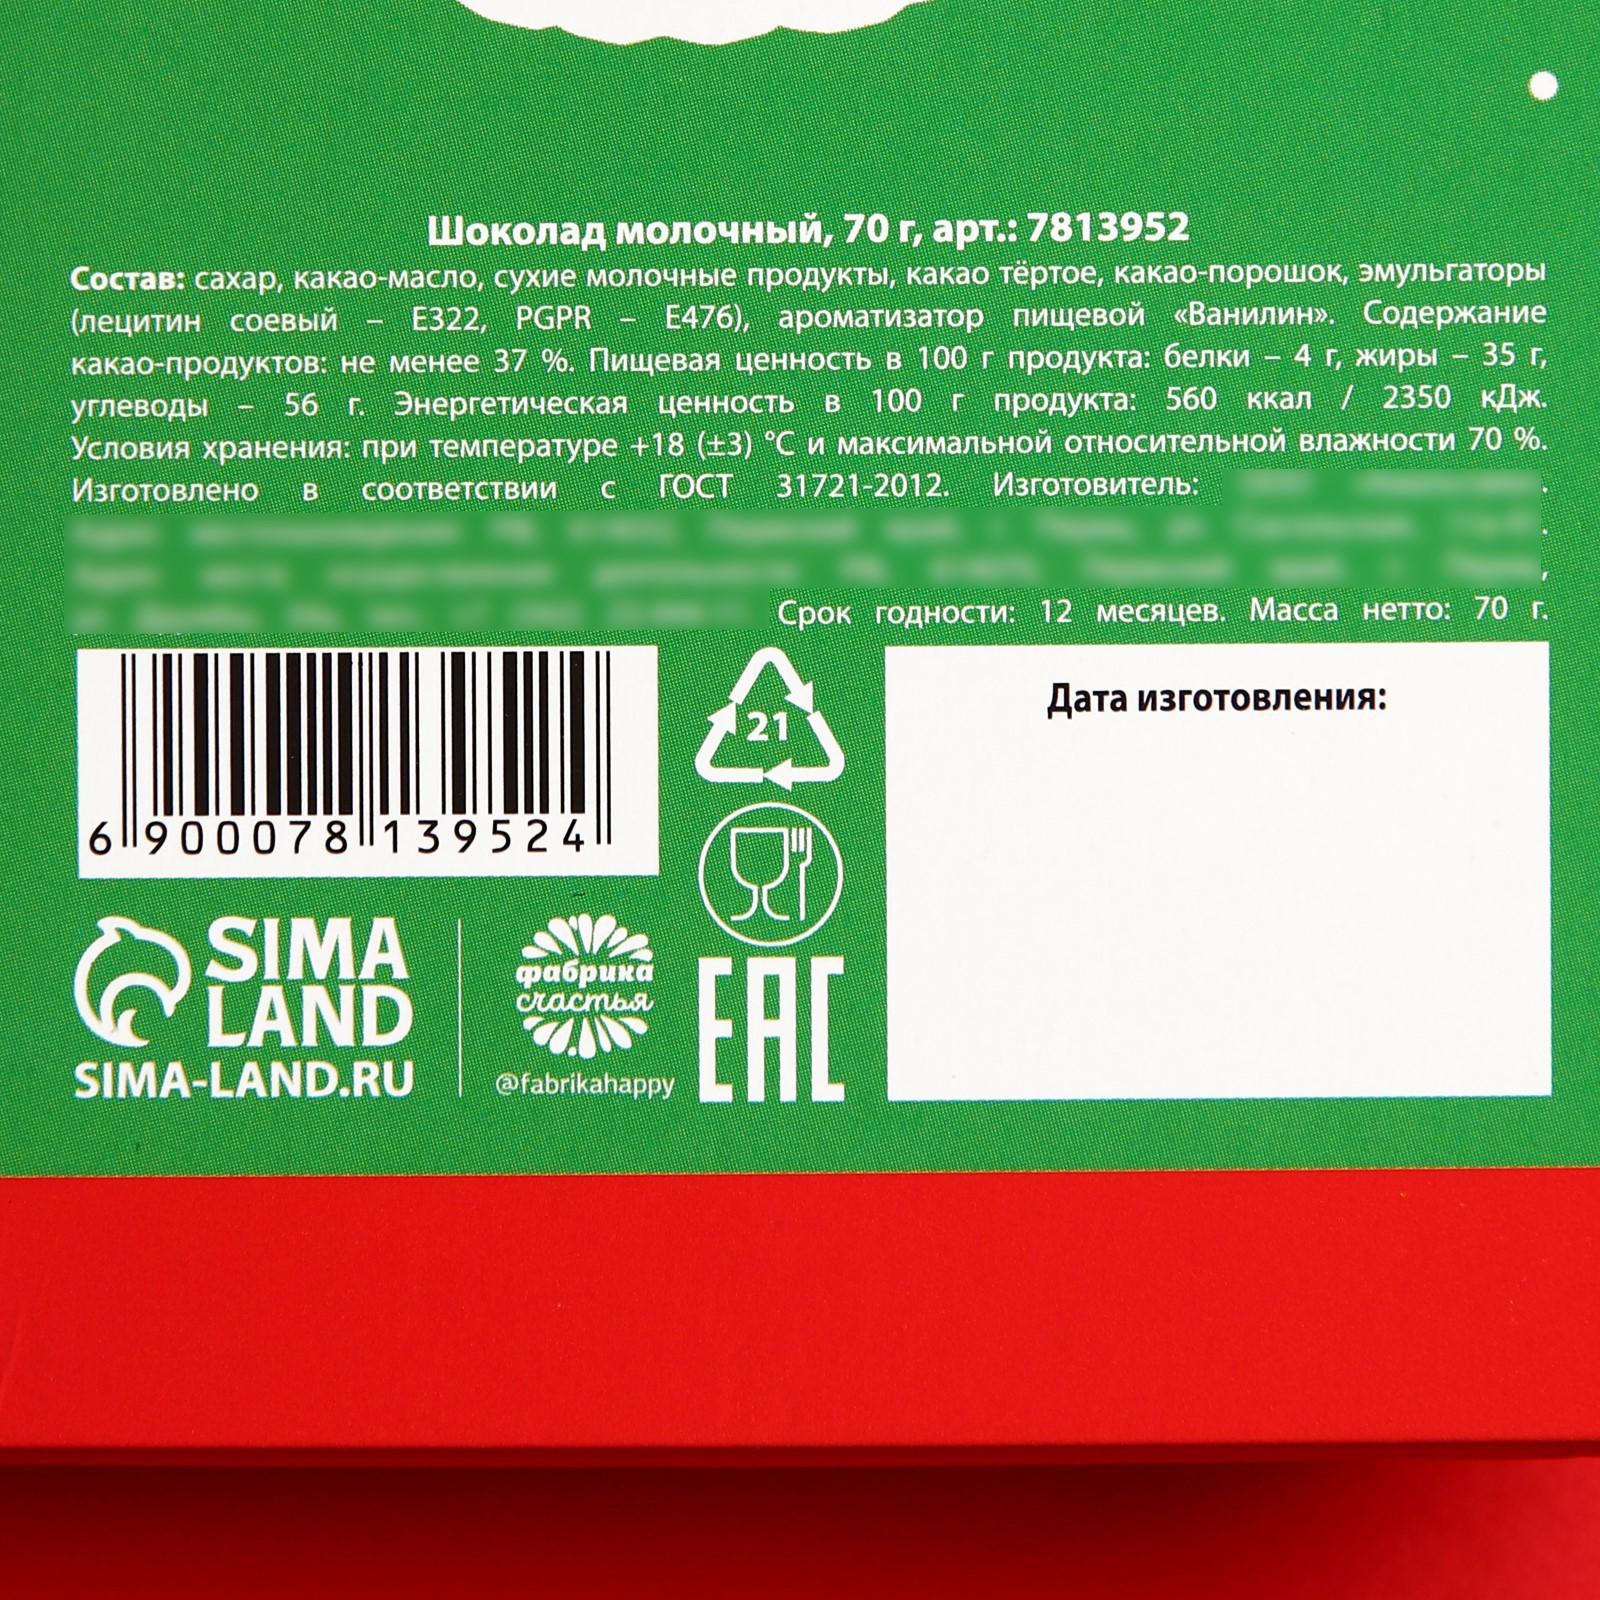 Шоколад молочный, 70 г, арт.: 7813952
Состав: сахар, какао-масло, сухие молочные продукты, какао тёртое, какао-порошок, эмульгаторы
(лецитин соевый – E322, PGPR – E476), ароматизатор пищевой «Ванилин». Содержание
какао-продуктов: не менее 37 %. Пищевая ценность в 100 г продукта: белки – 4 г, жиры – 35 г,
углеводы – 56 г. Энергетическая ценность в 100 г продукта: 560 ккал / 2350 кДж.
Условия хранения: при температуре +18 (±3) °C и максимальной относительной влажности 70 %.
Изготовлено в соответствии с ГОСТ 31721-2012. Изготовитель:
Срок годности: 12 месяцев. Масса нетто: 70 г.
6 900078 139524
21
Дата изготовления:
SIMA
LAND
SIMA-LAND.RU
фабрика
счастья
@fabrikahappy
EAC